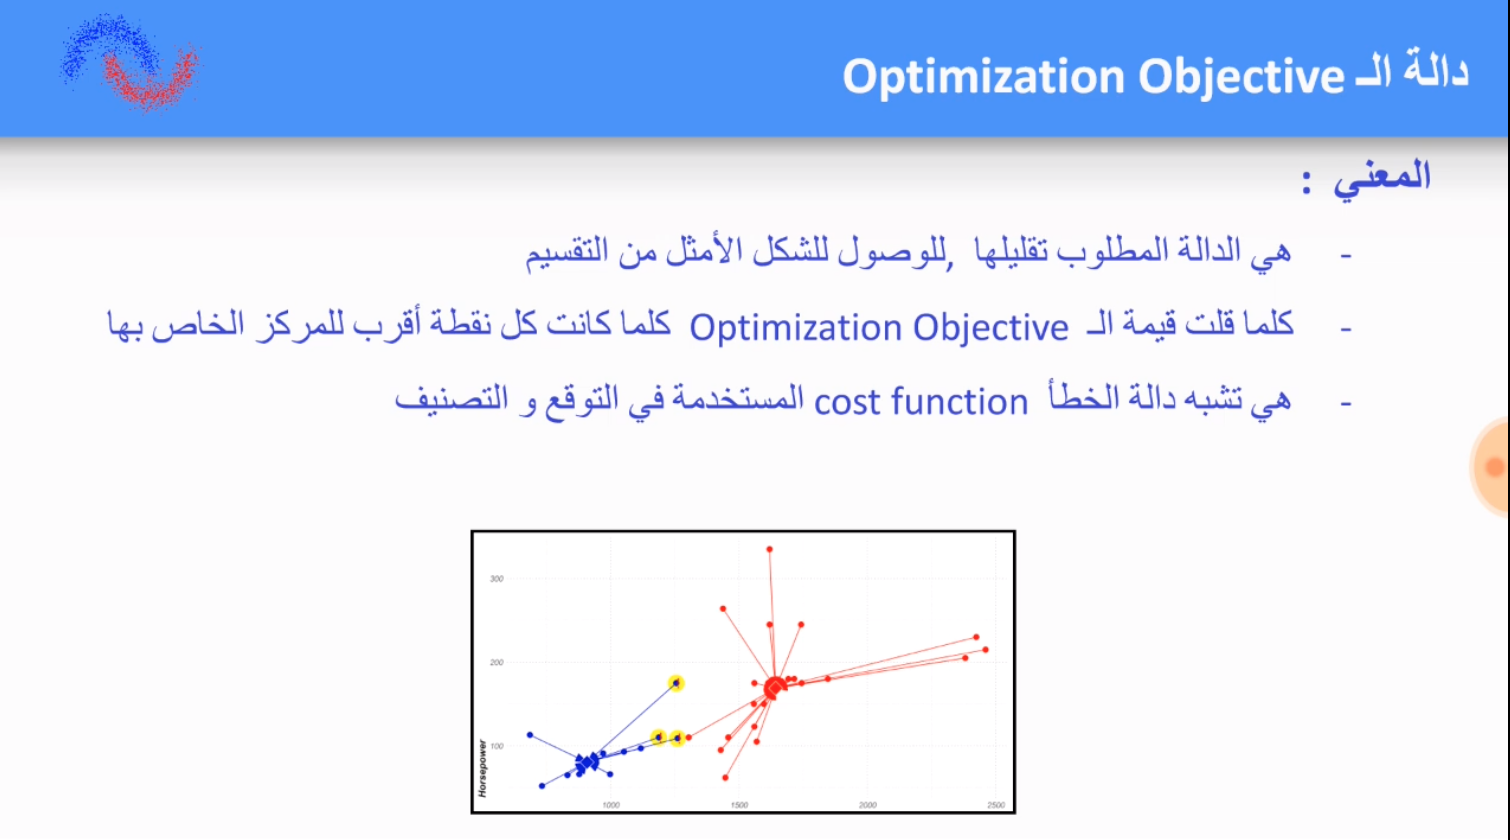 دالة الـ Optimization Objective
المعني :
- هي الدالة المطلوب تقليلها ,للوصول للشكل الأمثل من التقسيم
- كلما قلت قيمة الـ Optimization Objective كلما كانت كل نقطة أقرب للمركز الخاص بها
- هي تشبه دالة الخطأ cost function المستخدمة في التوقع و التصنيف
300
200
100
Horsepower
1000 1500 2000 2500